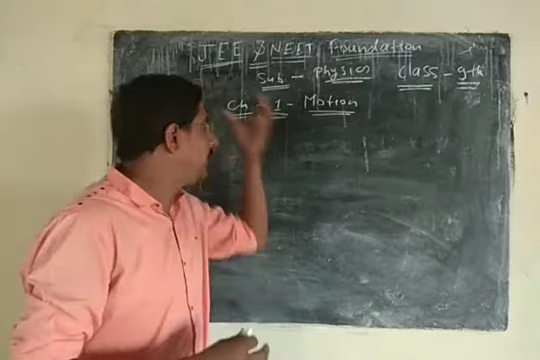 JEE & NEET Foundation
Sub - Physics Class - 9th
Ch - 1 - Motion